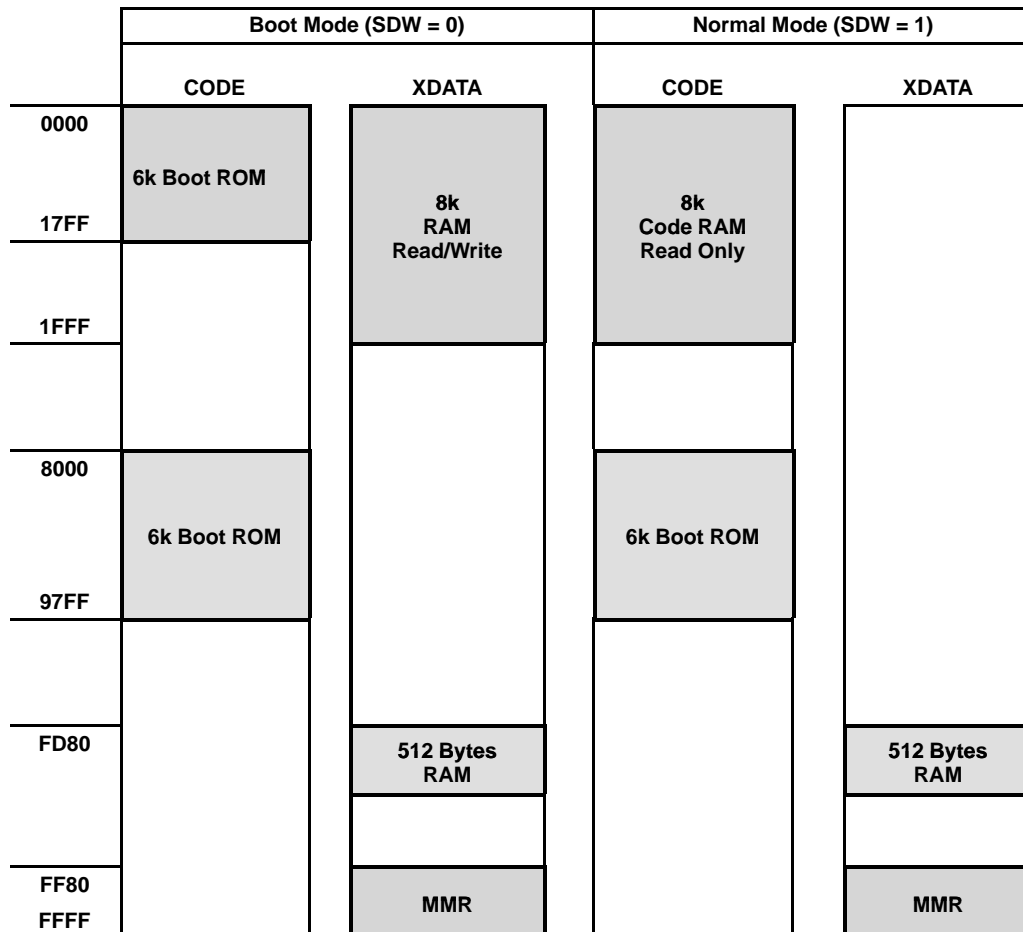 Boot Mode (SDW = 0) Normal Mode (SDW = 1)
CODE XDATA CODE XDATA
0000
6k Boot ROM
17FF
8k
RAM
Read/Write
8k
Code RAM
Read Only
1FFF
8000
6k Boot ROM
6k Boot ROM
97FF
FD80
512 Bytes
RAM
512 Bytes
RAM
FF80
FFFF
MMR
MMR